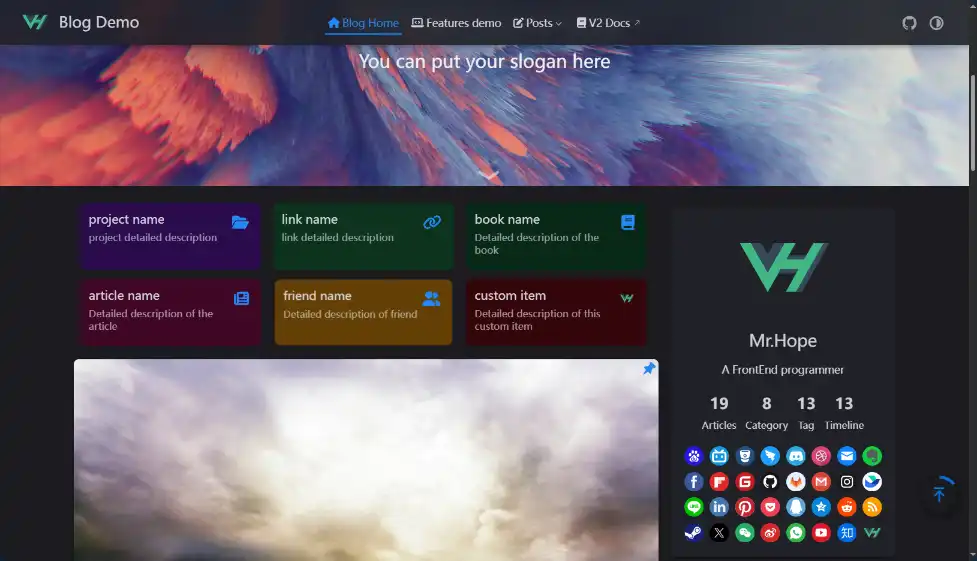 Blog Demo
Blog Home
Features demo
Posts
V2 Docs
You can put your slogan here
project name
project detailed description
link name
link detailed description
book name
Detailed description of the
book
article name
Detailed description of the
article
friend name
Detailed description of friend
custom item
Detailed description of this
custom item
Mr.Hope
A FrontEnd programmer
19 8 13 13
Articles Category Tag Timeline
知